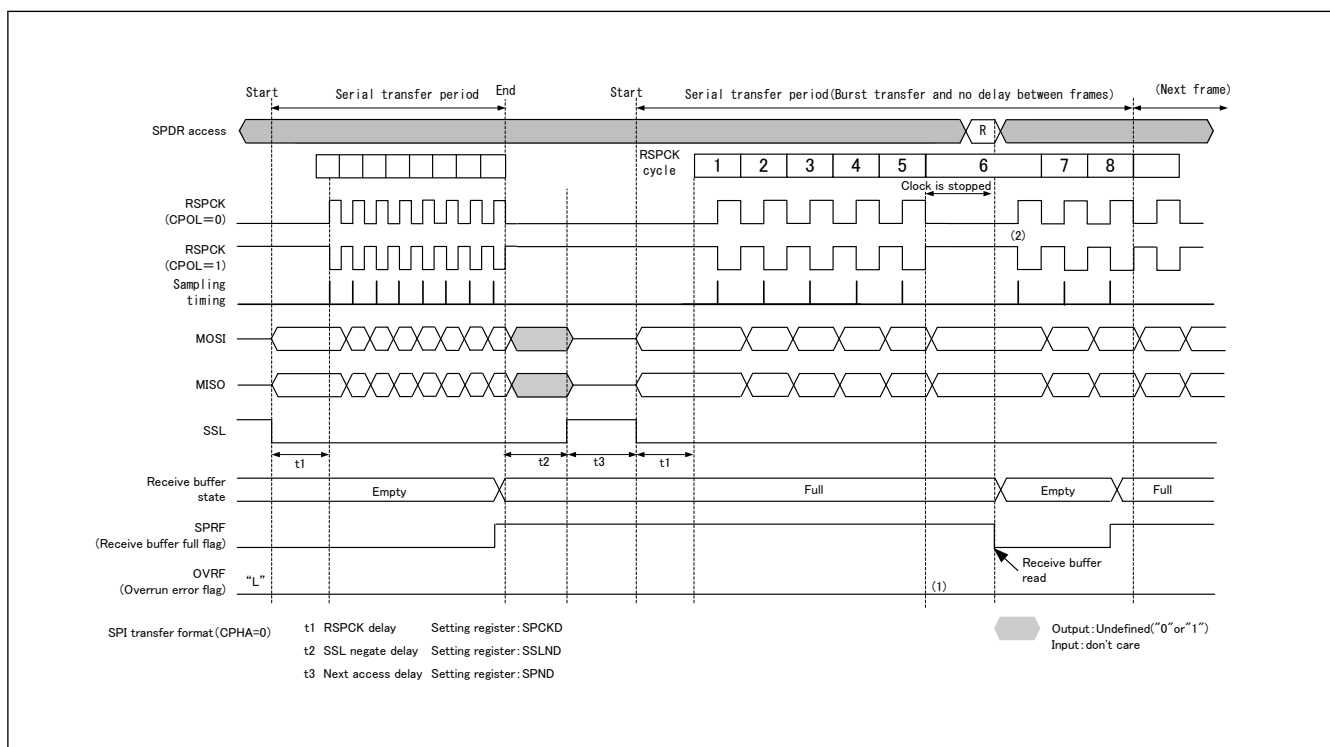 Start
Serial transfer period
End
Start
Serial transfer period(Burst transfer and no delay between frames)
(Next frame)
SPDR access
R
RSPCK
cycle
1 2 3 4 5 6 7 8
Clock is stopped
RSPCK
(CPOL=0)
(2)
RSPCK
(CPOL=1)
Sampling
timing
MOSI
MISO
SSL
t1 t2 t3 t1
Receive buffer
state
Empty Full Empty Full
SPRF
(Receive buffer full flag)
Receive buffer
read
OVRF
(Overrun error flag)
"L"
(1)
SPI transfer format(CPHA=0)
t1 RSPCK delay Setting register:SPCKD
t2 SSL negate delay Setting register:SSLND
t3 Next access delay Setting register:SPND
Output:Undefined("0"or"1")
Input:don't care